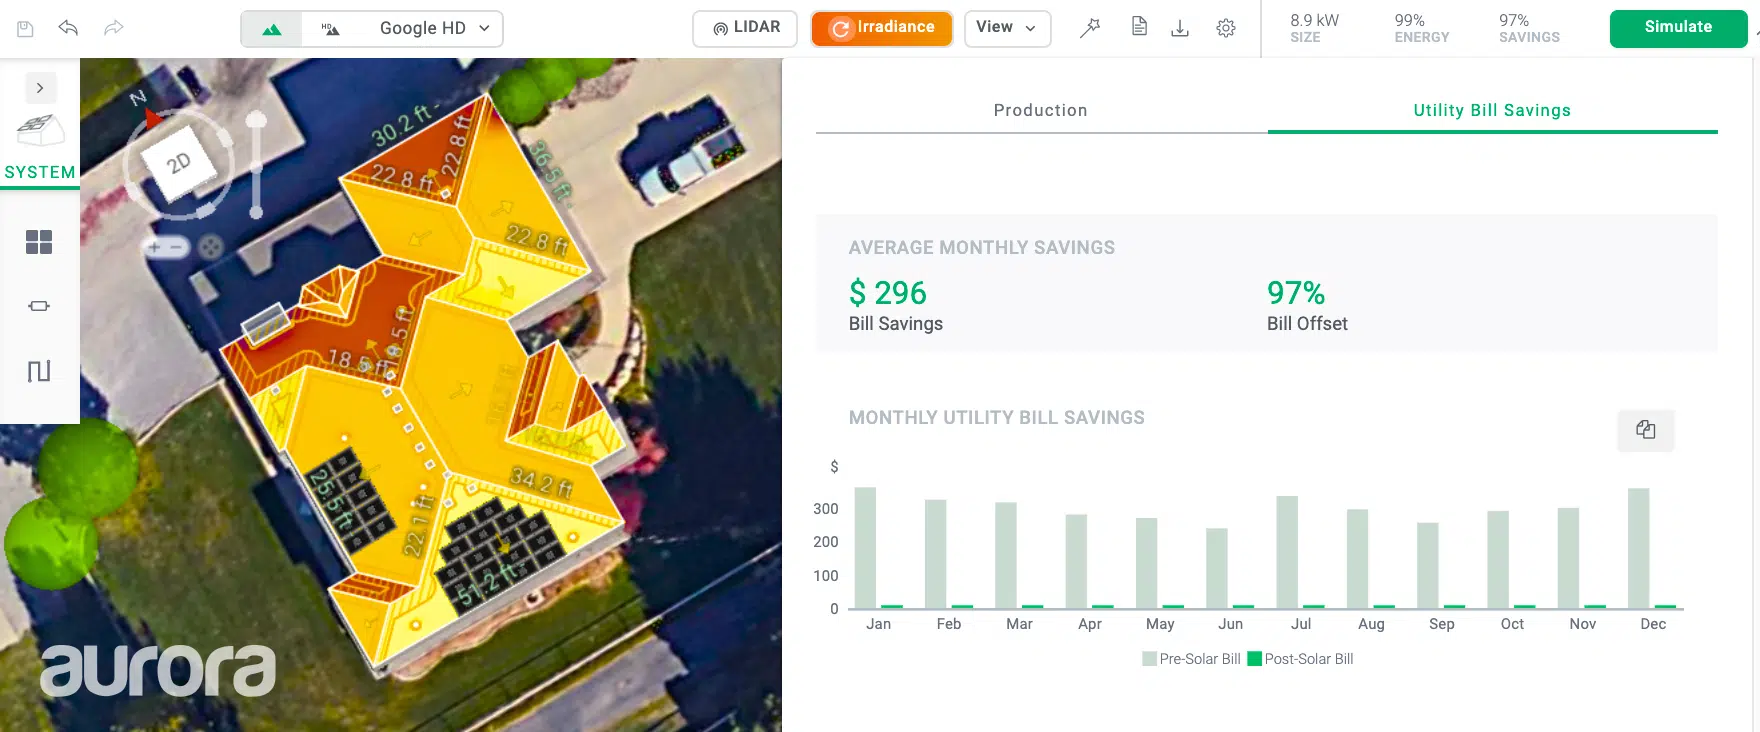 Google HD
LIDAR
Irradiance
View
8.9 kW
SIZE
99%
ENERGY
97%
SAVINGS
Simulate
SYSTEM
N
2D
30.2 ft
22.8 ft
22.8 ft
36.5 ft
22.8 ft
18.5 ft
18.5 ft
34.2 ft
25.5 ft
22.1 ft
51.2 ft
aurora
Production
Utility Bill Savings
AVERAGE MONTHLY SAVINGS
$ 296
97%
Bill Savings
Bill Offset
MONTHLY UTILITY BILL SAVINGS
$
300
200
100
0
Jan Feb Mar Apr May Jun Jul Aug Sep Oct Nov Dec
Pre-Solar Bill Post-Solar Bill